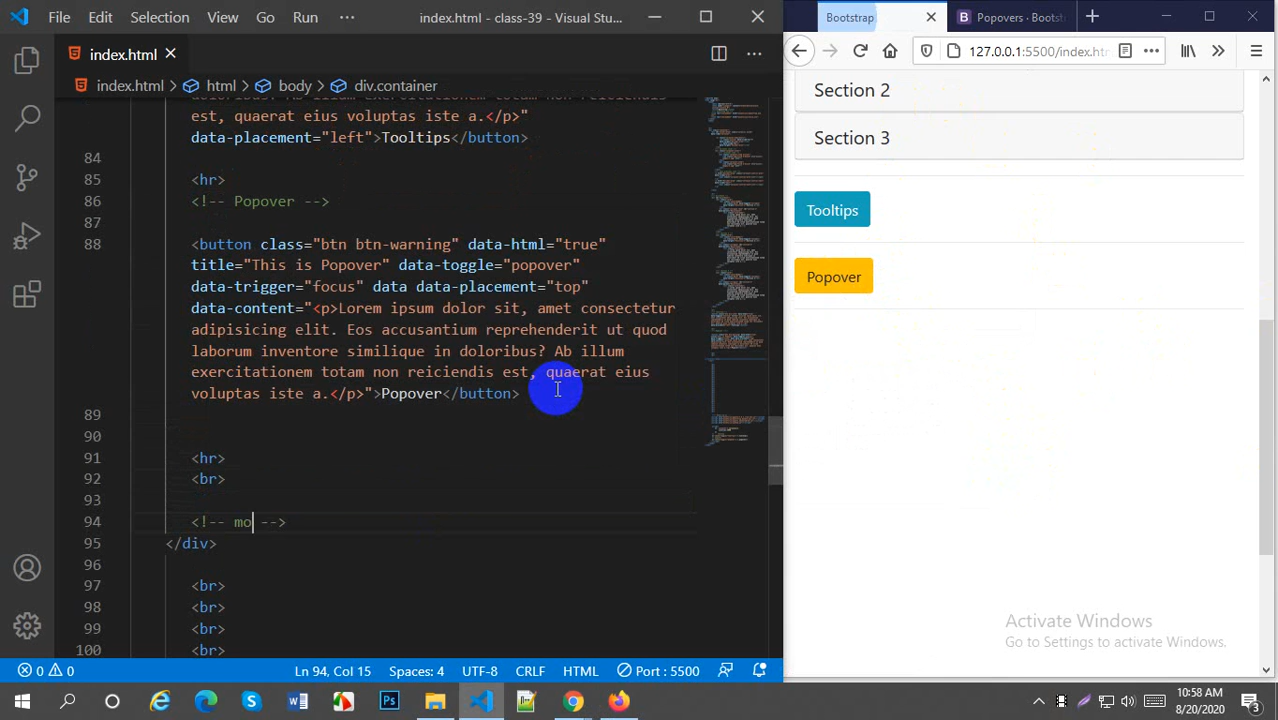 File Edit Selection View Go Run ··· index.html - class-39 - Visual Stu...
Bootstrap
Popovers · Bootst
index.html
127.0.0.1:5500/index.htm
index.html > html > body > div.container
est, quaerat eius voluptas iste a.</p>"
data-placement="left">Tooltips</button>
84
85 <hr>
86 <!-- Popover -->
87
88 <button class="btn btn-warning" data-html="true"
title="This is Popover" data-toggle="popover"
data-trigger="focus" data data-placement="top"
data-content="<p>Lorem ipsum dolor sit, amet consectetur
adipisicing elit. Eos accusantium reprehenderit ut quod
laborum inventore similique in doloribus? Ab illum
exercitationem totam non reiciendis est, quaerat eius
voluptas iste a.</p>">Popover</button>
89
90
91 <hr>
92 <br>
93
94 <!-- mo -->
95 </div>
96
97 <br>
98 <br>
99 <br>
100 <br>
Section 2
Section 3
Tooltips
Popover
Activate Windows
Go to Settings to activate Windows.
0 0 Ln 94, Col 15 Spaces: 4 UTF-8 CRLF HTML Port : 5500
10:58 AM
8/20/2020
3